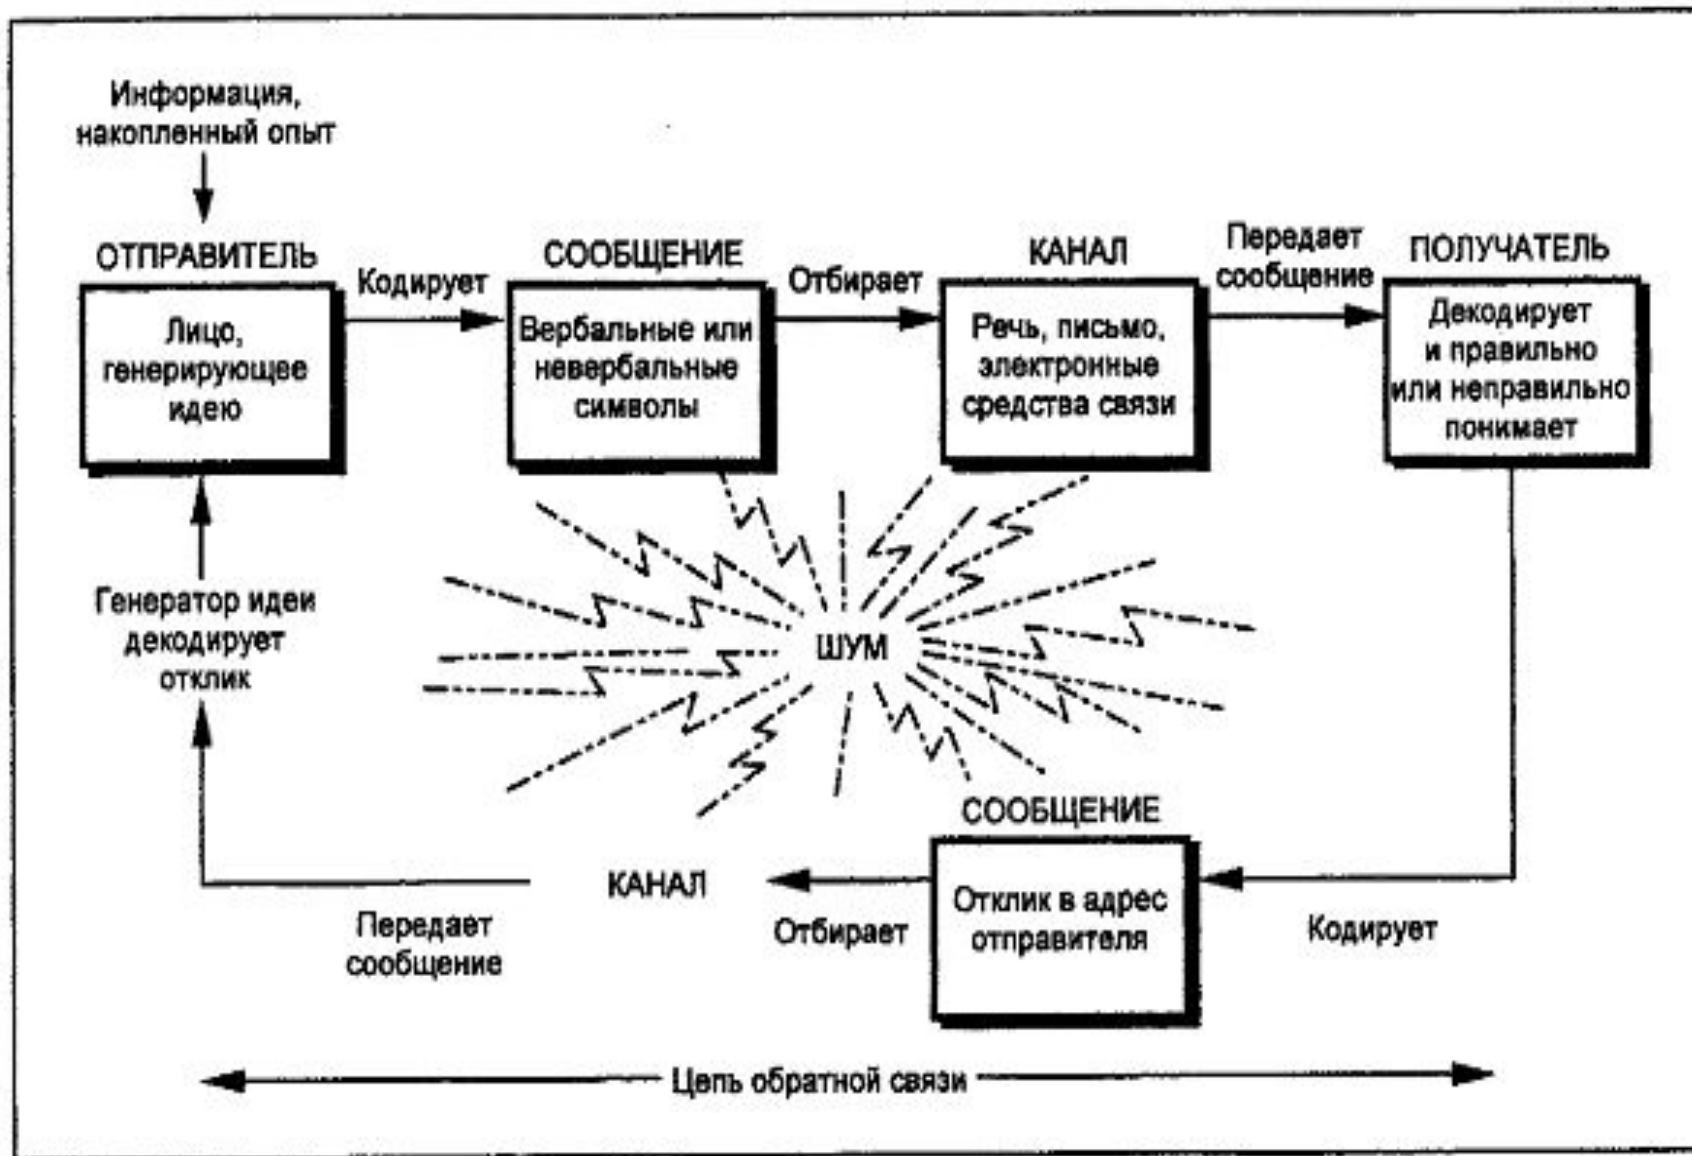 Информация,
накопленный опыт
ОТПРАВИТЕЛЬ
Лицо,
генерирующее
идею
Кодирует
СООБЩЕНИЕ
Вербальные или
невербальные
символы
Отбирает
КАНАЛ
Речь, письмо,
электронные
средства связи
Передает
сообщение
ПОЛУЧАТЕЛЬ
Декодирует
и правильно
или неправильно
понимает
ШУМ
Генератор идеи
декодирует
отклик
Кодирует
СООБЩЕНИЕ
Отклик в адрес
отправителя
Отбирает
КАНАЛ
Передает
сообщение
Цепь обратной связи